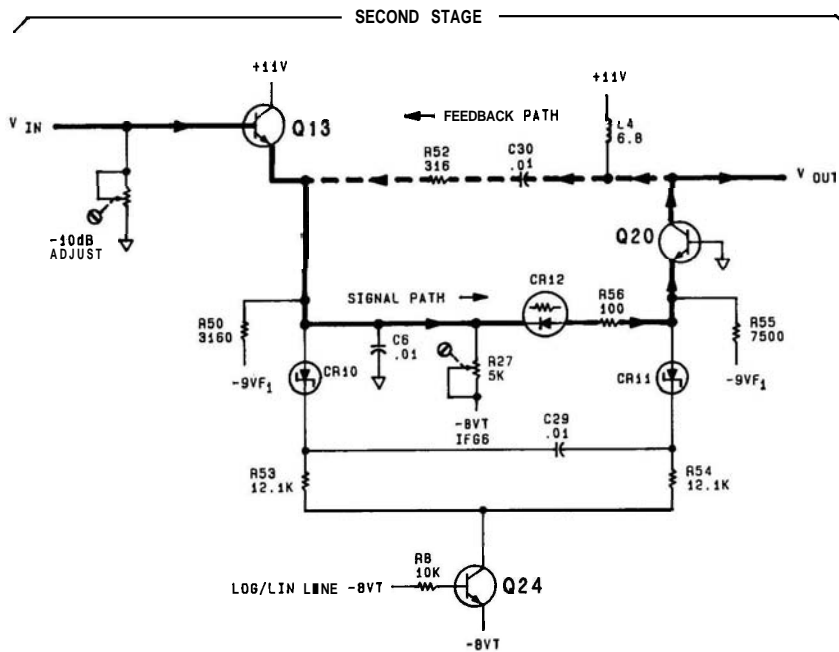 SECOND STAGE
+11V
+11V
V IN
Q13
FEEDBACK PATH
L4
6.8
R52
316
C30
.01
V OUT
-10dB
ADJUST
Q20
CR12
SIGNAL PATH
R56
100
R50
3160
R55
7500
C6
.01
R27
5K
-9VF1
CR10
CR11
-9VF1
-8VT
IFG6
C29
.01
R53
12.1K
R54
12.1K
R8
10K
LOG/LIN LINE -8VT
Q24
-8VT